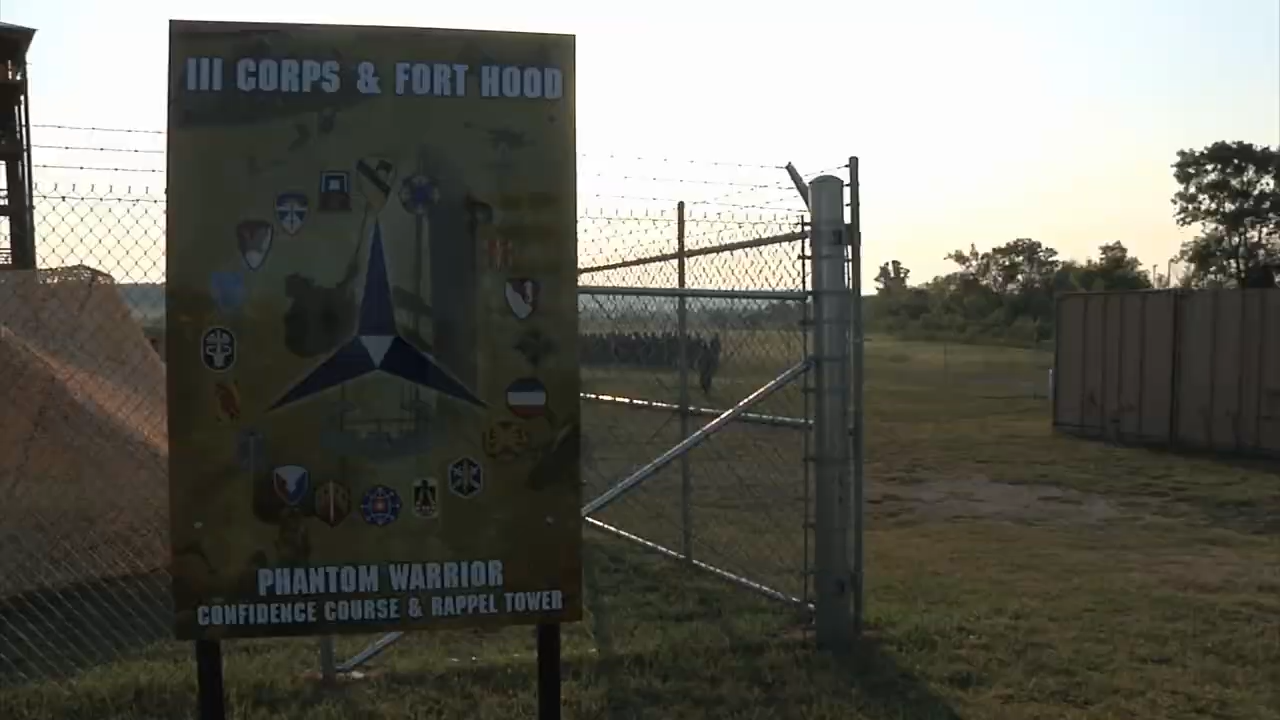 III CORPS & FORT HOOD
PHANTOM WARRIOR
CONFIDENCE COURSE & RAPPEL TOWER